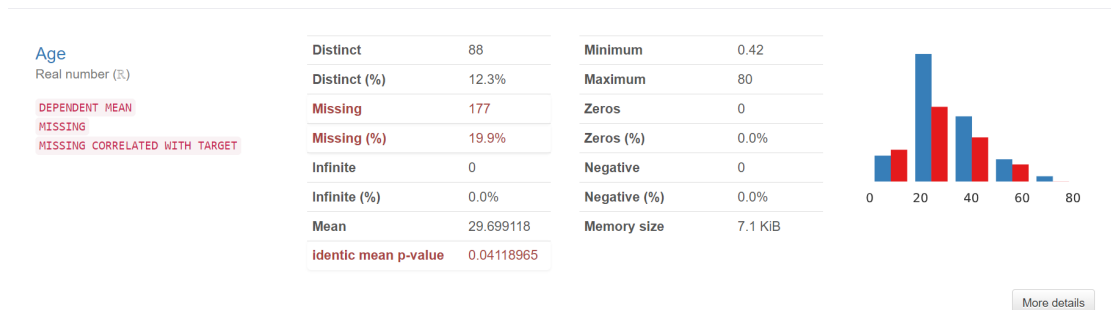 Age
Real number (ℝ)
DEPENDENT MEAN
MISSING
MISSING CORRELATED WITH TARGET
Distinct 88
Distinct (%) 12.3%
Missing 177
Missing (%) 19.9%
Infinite 0
Infinite (%) 0.0%
Mean 29.699118
identic mean p-value 0.04118965
Minimum 0.42
Maximum 80
Zeros 0
Zeros (%) 0.0%
Negative 0
Negative (%) 0.0%
Memory size 7.1 KiB
0 20 40 60 80
More details